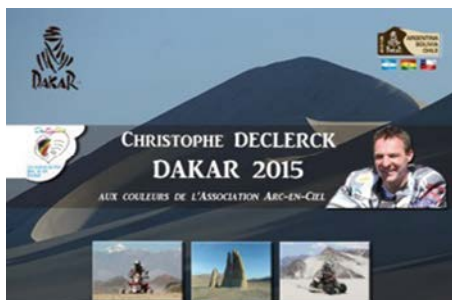 DAKAR
ARGENTINA
BOLIVIA
CHILE
CHRISTOPHE DECLERCK
DAKAR 2015
AUX COULEURS DE L'ASSOCIATION ARC-EN-CIEL